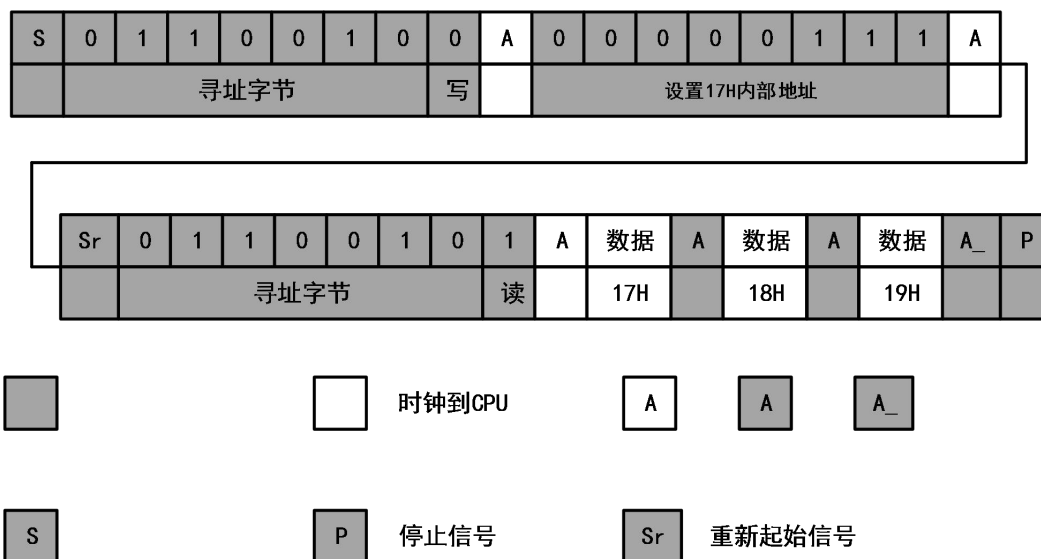 S 0 1 1 0 0 1 0 0 A 0 0 0 0 0 1 1 1 A
寻址字节 写 设置17H内部地址
Sr 0 1 1 0 0 1 0 1 A 数据 A 数据 A 数据 A_ P
寻址字节 读 17H 18H 19H
时钟到CPU A A A_
S P 停止信号 Sr 重新起始信号